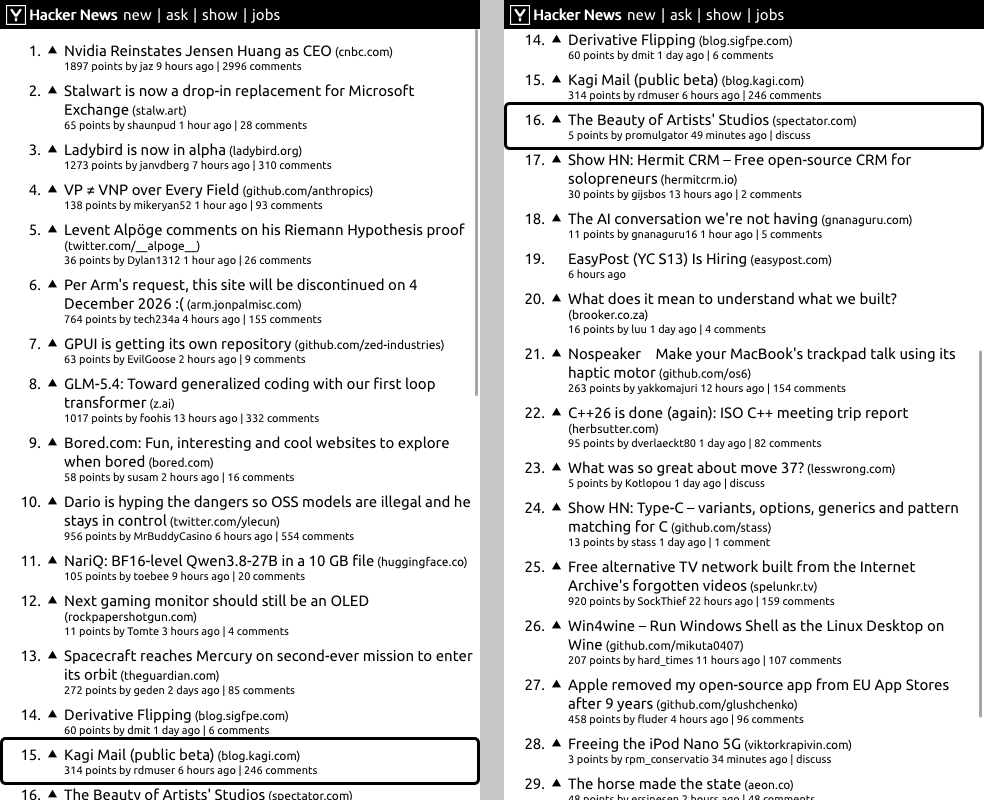 Y Hacker News new | ask | show | jobs
1. ▲ Nvidia Reinstates Jensen Huang as CEO (cnbc.com)
1897 points by jaz 9 hours ago | 2996 comments
2. ▲ Stalwart is now a drop-in replacement for Microsoft
Exchange (stalw.art)
65 points by shaunpud 1 hour ago | 28 comments
3. ▲ Ladybird is now in alpha (ladybird.org)
1273 points by janvdberg 7 hours ago | 310 comments
4. ▲ VP ≠ VNP over Every Field (github.com/anthropics)
138 points by mikeryan52 1 hour ago | 93 comments
5. ▲ Levent Alpöge comments on his Riemann Hypothesis proof
(twitter.com/__alpoge__)
36 points by Dylan1312 1 hour ago | 26 comments
6. ▲ Per Arm's request, this site will be discontinued on 4
December 2026 :( (arm.jonpalmisc.com)
764 points by tech234a 4 hours ago | 155 comments
7. ▲ GPUI is getting its own repository (github.com/zed-industries)
63 points by EvilGoose 2 hours ago | 9 comments
8. ▲ GLM-5.4: Toward generalized coding with our first loop
transformer (z.ai)
1017 points by foohis 13 hours ago | 332 comments
9. ▲ Bored.com: Fun, interesting and cool websites to explore
when bored (bored.com)
58 points by susam 2 hours ago | 16 comments
10. ▲ Dario is hyping the dangers so OSS models are illegal and he
stays in control (twitter.com/ylecun)
956 points by MrBuddyCasino 6 hours ago | 554 comments
11. ▲ NariQ: BF16-level Qwen3.8-27B in a 10 GB file (huggingface.co)
105 points by toebee 9 hours ago | 20 comments
12. ▲ Next gaming monitor should still be an OLED
(rockpapershotgun.com)
11 points by Tomte 3 hours ago | 4 comments
13. ▲ Spacecraft reaches Mercury on second-ever mission to enter
its orbit (theguardian.com)
272 points by geden 2 days ago | 85 comments
14. ▲ Derivative Flipping (blog.sigfpe.com)
60 points by dmit 1 day ago | 6 comments
15. ▲ Kagi Mail (public beta) (blog.kagi.com)
314 points by rdmuser 6 hours ago | 246 comments
16. ▲ The Beauty of Artists' Studios (spectator.com)
Y Hacker News new | ask | show | jobs
14. ▲ Derivative Flipping (blog.sigfpe.com)
60 points by dmit 1 day ago | 6 comments
15. ▲ Kagi Mail (public beta) (blog.kagi.com)
314 points by rdmuser 6 hours ago | 246 comments
16. ▲ The Beauty of Artists' Studios (spectator.com)
5 points by promulgator 49 minutes ago | discuss
17. ▲ Show HN: Hermit CRM – Free open-source CRM for
solopreneurs (hermitcrm.io)
30 points by gijsbos 13 hours ago | 2 comments
18. ▲ The AI conversation we're not having (gnanaguru.com)
11 points by gnanaguru16 1 hour ago | 5 comments
19. EasyPost (YC S13) Is Hiring (easypost.com)
6 hours ago
20. ▲ What does it mean to understand what we built?
(brooker.co.za)
16 points by luu 1 day ago | 4 comments
21. ▲ Nospeaker Make your MacBook's trackpad talk using its
haptic motor (github.com/os6)
263 points by yakkomajuri 12 hours ago | 154 comments
22. ▲ C++26 is done (again): ISO C++ meeting trip report
(herbsutter.com)
95 points by dverlaeckt80 1 day ago | 82 comments
23. ▲ What was so great about move 37? (lesswrong.com)
5 points by Kotlopou 1 day ago | discuss
24. ▲ Show HN: Type-C – variants, options, generics and pattern
matching for C (github.com/stass)
13 points by stass 1 day ago | 1 comment
25. ▲ Free alternative TV network built from the Internet
Archive's forgotten videos (spelunkr.tv)
920 points by SockThief 22 hours ago | 159 comments
26. ▲ Win4wine – Run Windows Shell as the Linux Desktop on
Wine (github.com/mikuta0407)
207 points by hard_times 11 hours ago | 107 comments
27. ▲ Apple removed my open-source app from EU App Stores
after 9 years (github.com/glushchenko)
458 points by fluder 4 hours ago | 96 comments
28. ▲ Freeing the iPod Nano 5G (viktorkrapivin.com)
3 points by rpm_conservatio 34 minutes ago | discuss
29. ▲ The horse made the state (aeon.co)
48 points by ersinesen 2 hours ago | 48 comments